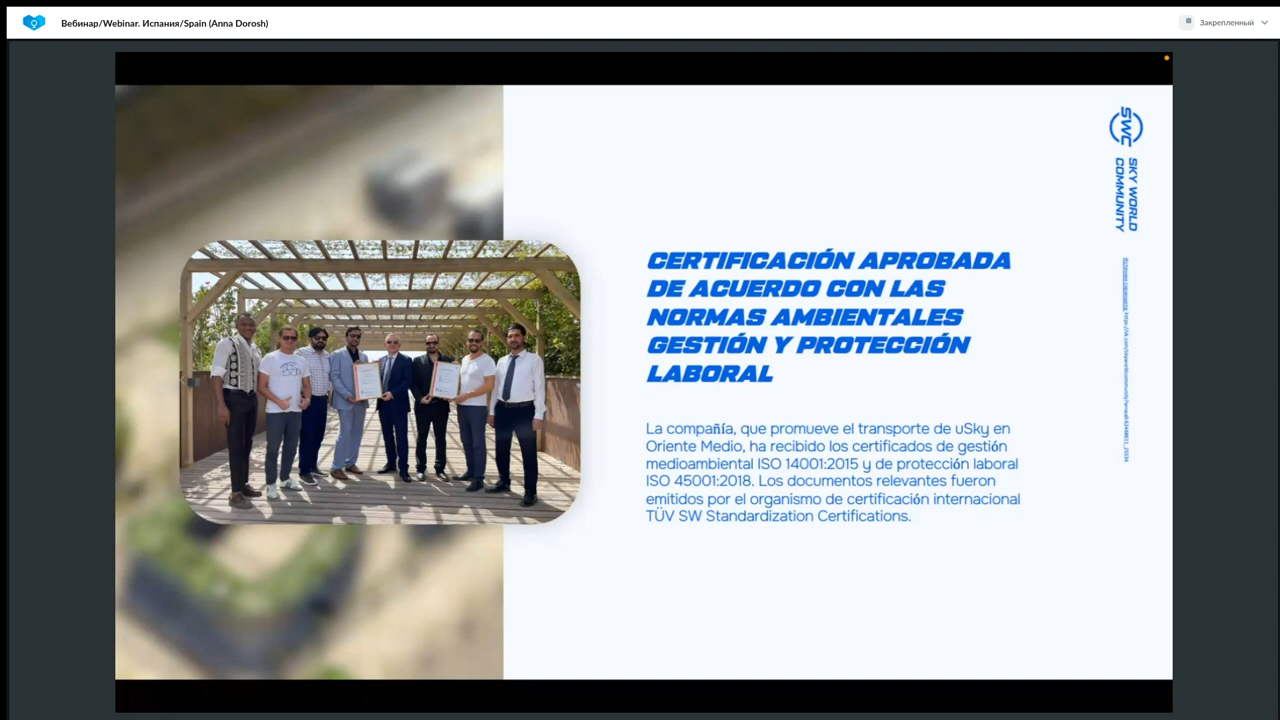 Вебинар/Webinar. Испания/Spain (Anna Dorosh)
Закрепленный
SWC
SKY WORLD
COMMUNITY
CERTIFICACIÓN APROBADA
DE ACUERDO CON LAS
NORMAS AMBIENTALES
GESTIÓN Y PROTECCIÓN
LABORAL
La compañía, que promueve el transporte de uSky en
Oriente Medio, ha recibido los certificados de gestión
medioambiental ISO 14001:2015 y de protección laboral
ISO 45001:2018. Los documentos relevantes fueron
emitidos por el organismo de certificación internacional
TÜV SW Standardization Certifications.